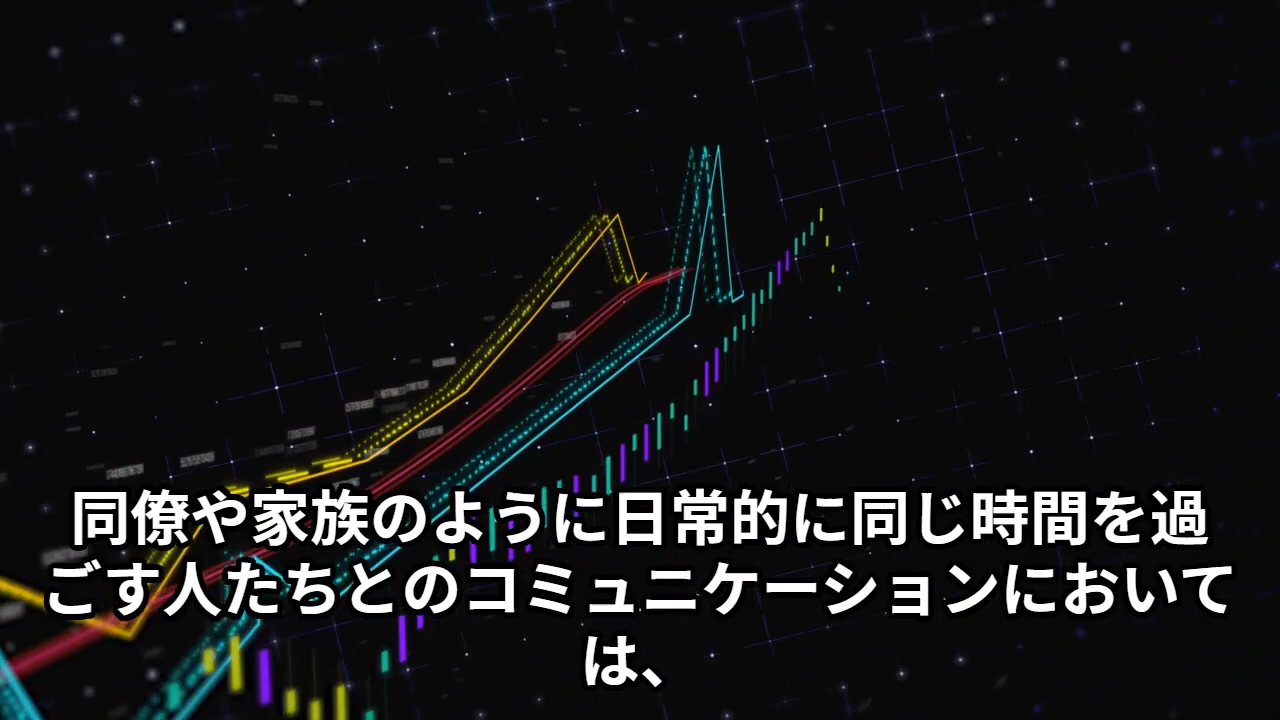 同僚や家族のように日常的に同じ時間を過
ごす人たちとのコミュニケーションにおいて
は、